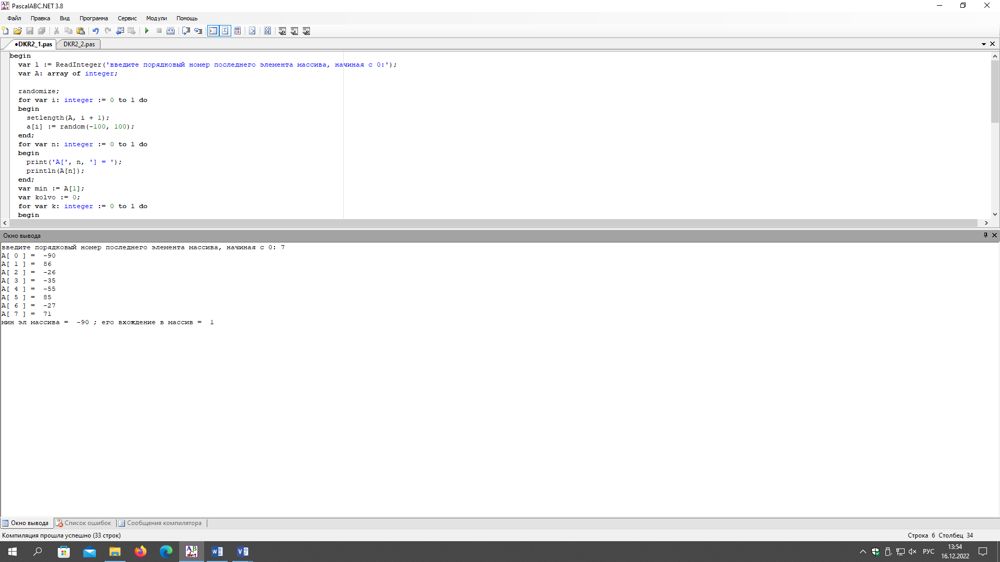 PascalABC.NET 3.8
Файл Правка Вид Программа Сервис Модули Помощь
•DKR2_1.pas DKR2_2.pas
begin
var l := ReadInteger('введите порядковый номер последнего элемента массива, начиная с 0:');
var A: array of integer;
randomize;
for var i: integer := 0 to l do
begin
setlength(A, i + 1);
a[i] := random(-100, 100);
end;
for var n: integer := 0 to l do
begin
print('A[', n, '] = ');
println(A[n]);
end;
var min := A[1];
var kolvo := 0;
for var k: integer := 0 to l do
begin
Окно вывода
введите порядковый номер последнего элемента массива, начиная с 0: 7
A[ 0 ] =  -90
A[ 1 ] =  86
A[ 2 ] =  -26
A[ 3 ] =  -35
A[ 4 ] =  -55
A[ 5 ] =  85
A[ 6 ] =  -27
A[ 7 ] =  71
мин эл массива =  -90 ; его вхождение в массив =  1
Окно вывода Список ошибок Сообщения компилятора
Компиляция прошла успешно (33 строк) Строка 6 Столбец 34
РУС 13:54
16.12.2022